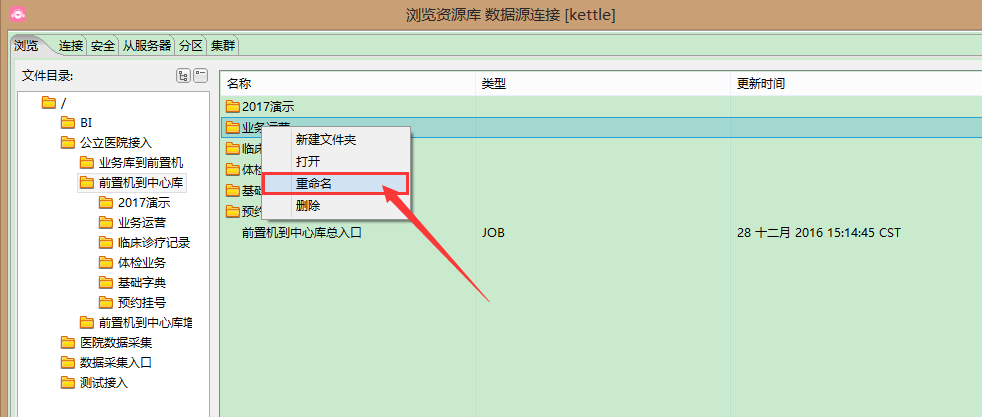 浏览资源库 数据源连接 [kettle]
浏览 连接 安全 从服务器 分区 集群
文件目录:
/
BI
公立医院接入
业务库到前置机
前置机到中心库
2017演示
业务运营
临床诊疗记录
体检业务
基础字典
预约挂号
前置机到中心库增
医院数据采集
数据采集入口
测试接入
名称 类型 更新时间
2017演示
业务运营
临床
体检
基础
预约
前置机到中心库总入口 JOB 28 十二月 2016 15:14:45 CST
新建文件夹
打开
重命名
删除